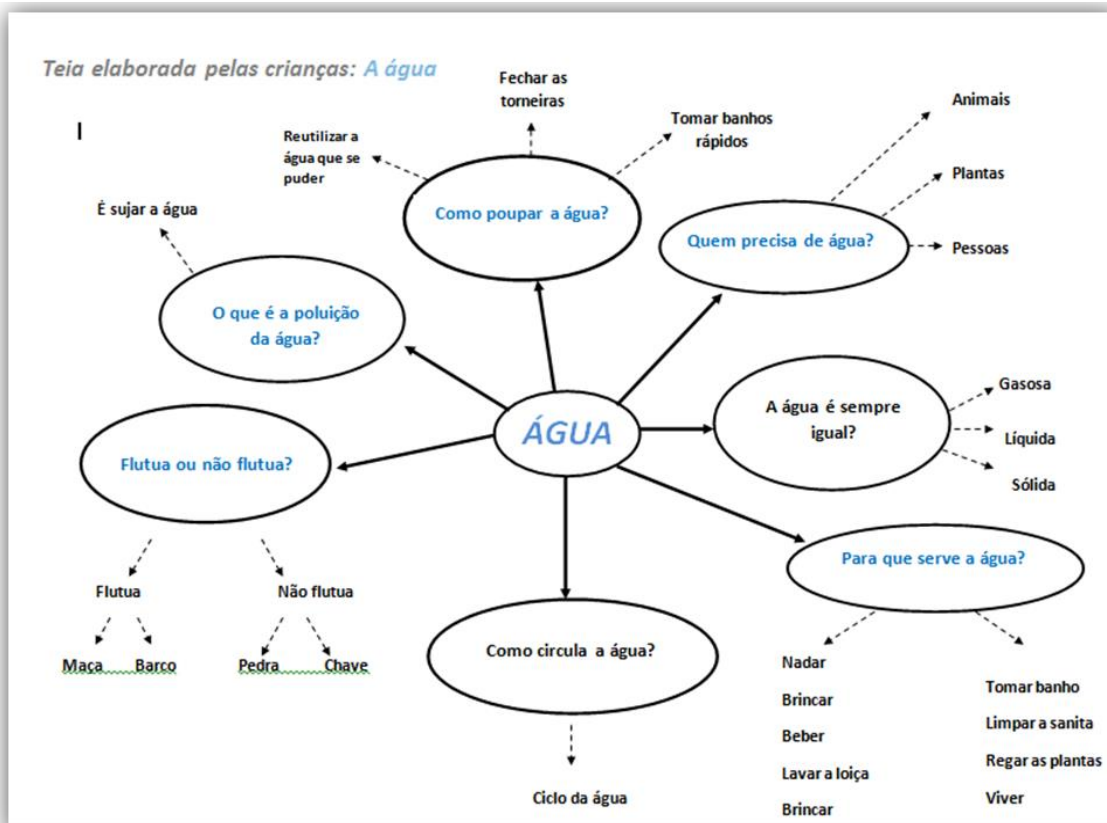 Teia elaborada pelas crianças: A água
Fechar as
torneiras
Reutilizar a
água que se
puder
Tomar banhos
rápidos
Como poupar a água?
Animais
Plantas
Pessoas
Quem precisa de água?
É sujar a água
O que é a poluição
da água?
ÁGUA
A água é sempre
igual?
Gasosa
Líquida
Sólida
Flutua ou não flutua?
Flutua
Não flutua
Maça Barco
Pedra Chave
Como circula a água?
Ciclo da água
Para que serve a água?
Nadar
Brincar
Beber
Lavar a loiça
Brincar
Tomar banho
Limpar a sanita
Regar as plantas
Viver